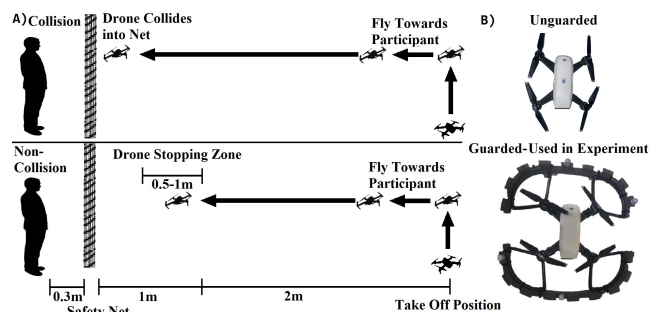 A) Collision
Drone Collides
into Net
Fly Towards
Participant
Non-
Collision
Drone Stopping Zone
0.5-1m
Fly Towards
Participant
0.3m
1m
2m
Safety Net
Take Off Position
B)
Unguarded
Guarded-Used in Experiment